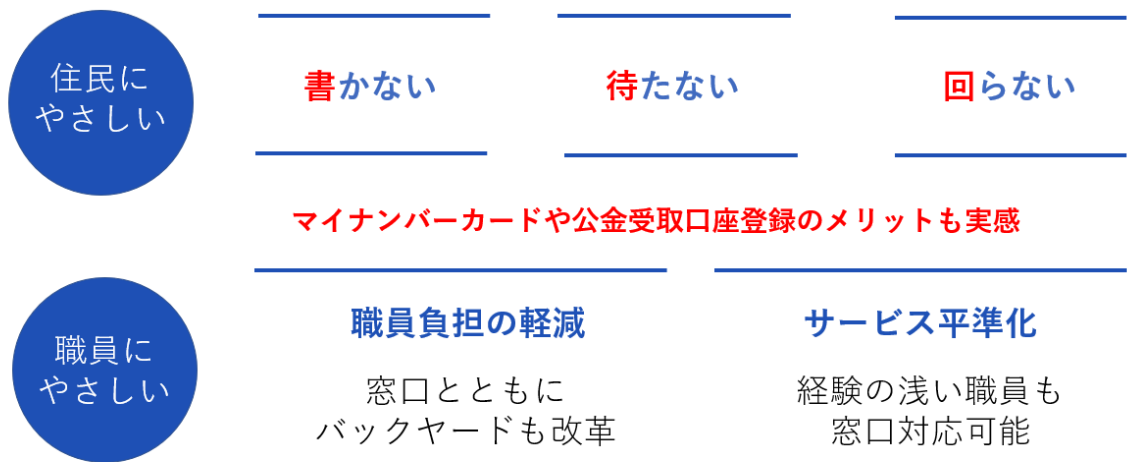 住民に
やさしい
書かない
待たない
回らない
マイナンバーカードや公金受取口座登録のメリットも実感
職員に
やさしい
職員負担の軽減
窓口とともに
バックヤードも改革
サービス平準化
経験の浅い職員も
窓口対応可能